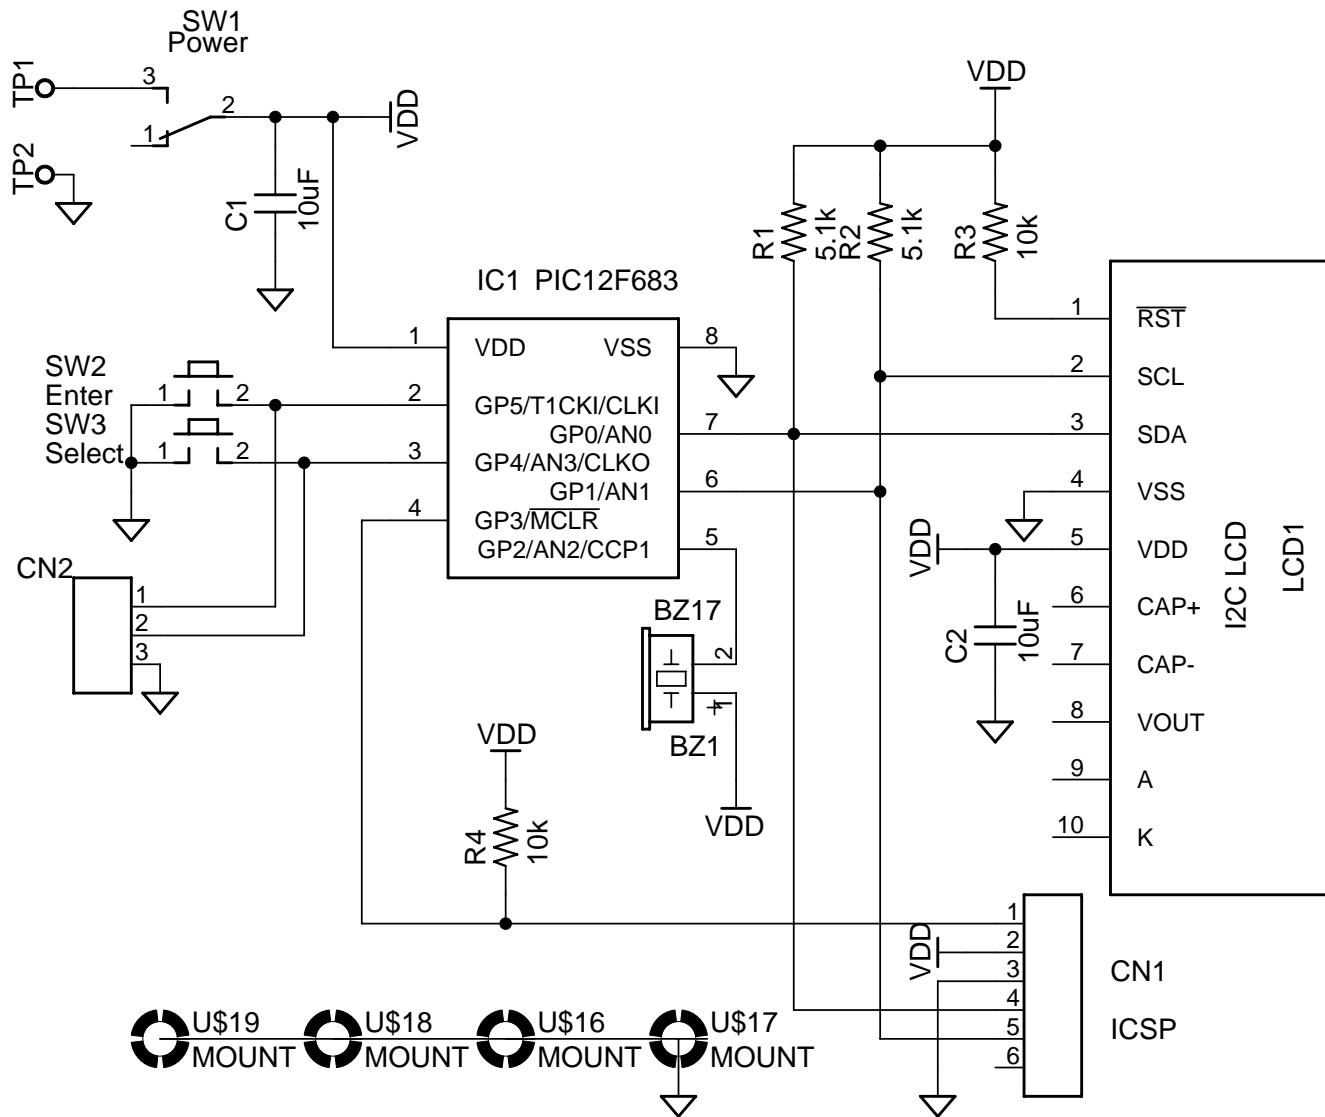 SW1
Power
TP1
3
2
1
TP2
VDD
C1
10uF
VDD
R1
5.1k
R2
5.1k
R3
10k
IC1 PIC12F683
1
VDD
VSS
8
2
GP5/T1CKI/CLKI
GP0/AN0
7
3
GP4/AN3/CLKO
GP1/AN1
6
4
GP3/MCLR
GP2/AN2/CCP1
5
SW2
Enter
1
2
SW3
Select
1
2
CN2
1
2
3
BZ17
2
1
+
BZ1
VDD
VDD
R4
10k
1
RST
2
SCL
3
SDA
4
VSS
VDD
5
VDD
6
CAP+
7
CAP-
8
VOUT
9
A
10
K
C2
10uF
I2C LCD
LCD1
VDD
1
2
3
4
5
6
CN1
ICSP
U$19
MOUNT
U$18
MOUNT
U$16
MOUNT
U$17
MOUNT